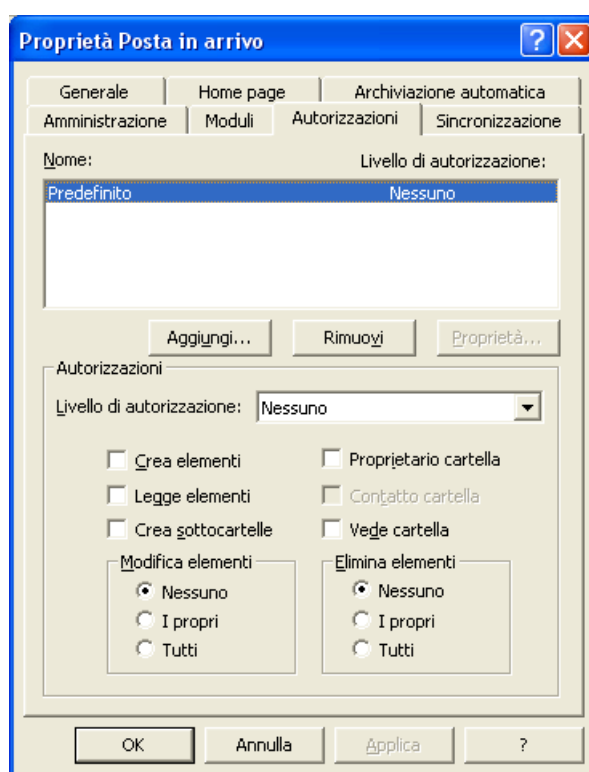 Proprietà Posta in arrivo
Generale Home page Archiviazione automatica
Amministrazione Moduli Autorizzazioni Sincronizzazione
Nome: Livello di autorizzazione:
Predefinito Nessuno
Aggiungi... Rimuovi Proprietà...
Autorizzazioni
Livello di autorizzazione: Nessuno
Crea elementi Proprietario cartella
Legge elementi Contatto cartella
Crea sottocartelle Vede cartella
Modifica elementi Elimina elementi
Nessuno Nessuno
I propri I propri
Tutti Tutti
OK Annulla Applica ?